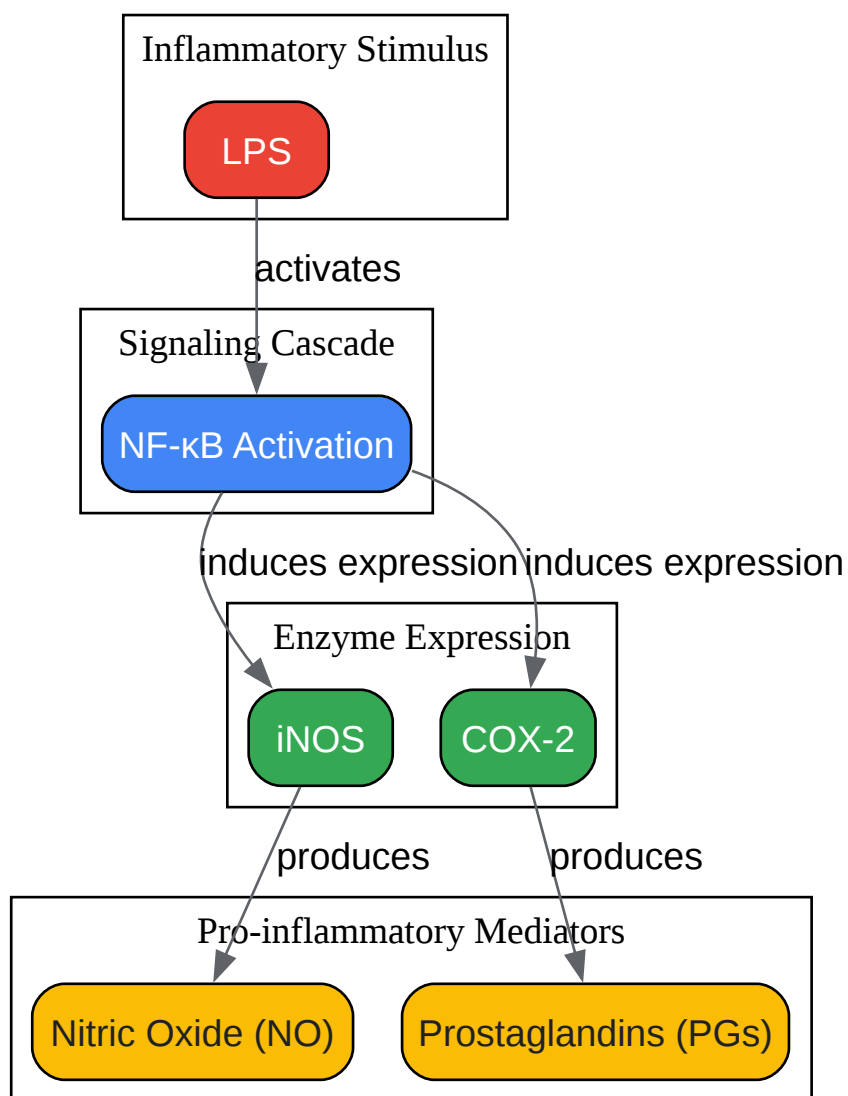 Inflammatory Stimulus
LPS
activates
Signaling Cascade
NF-κB Activation
induces expression
induces expression
Enzyme Expression
iNOS
COX-2
produces
produces
Pro-inflammatory Mediators
Nitric Oxide (NO)
Prostaglandins (PGs)